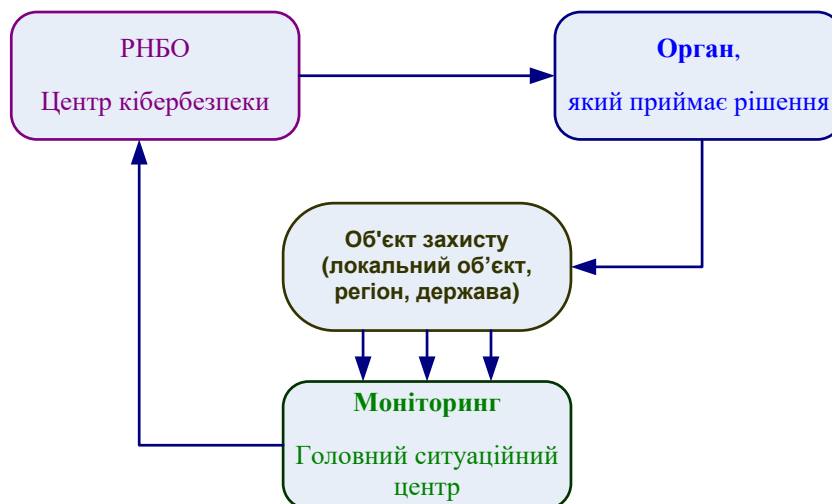 РНБО
Центр кібербезпеки
Орган,
який приймає рішення
Об'єкт захисту
(локальний об’єкт,
регіон, держава)
Моніторинг
Головний ситуаційний
центр